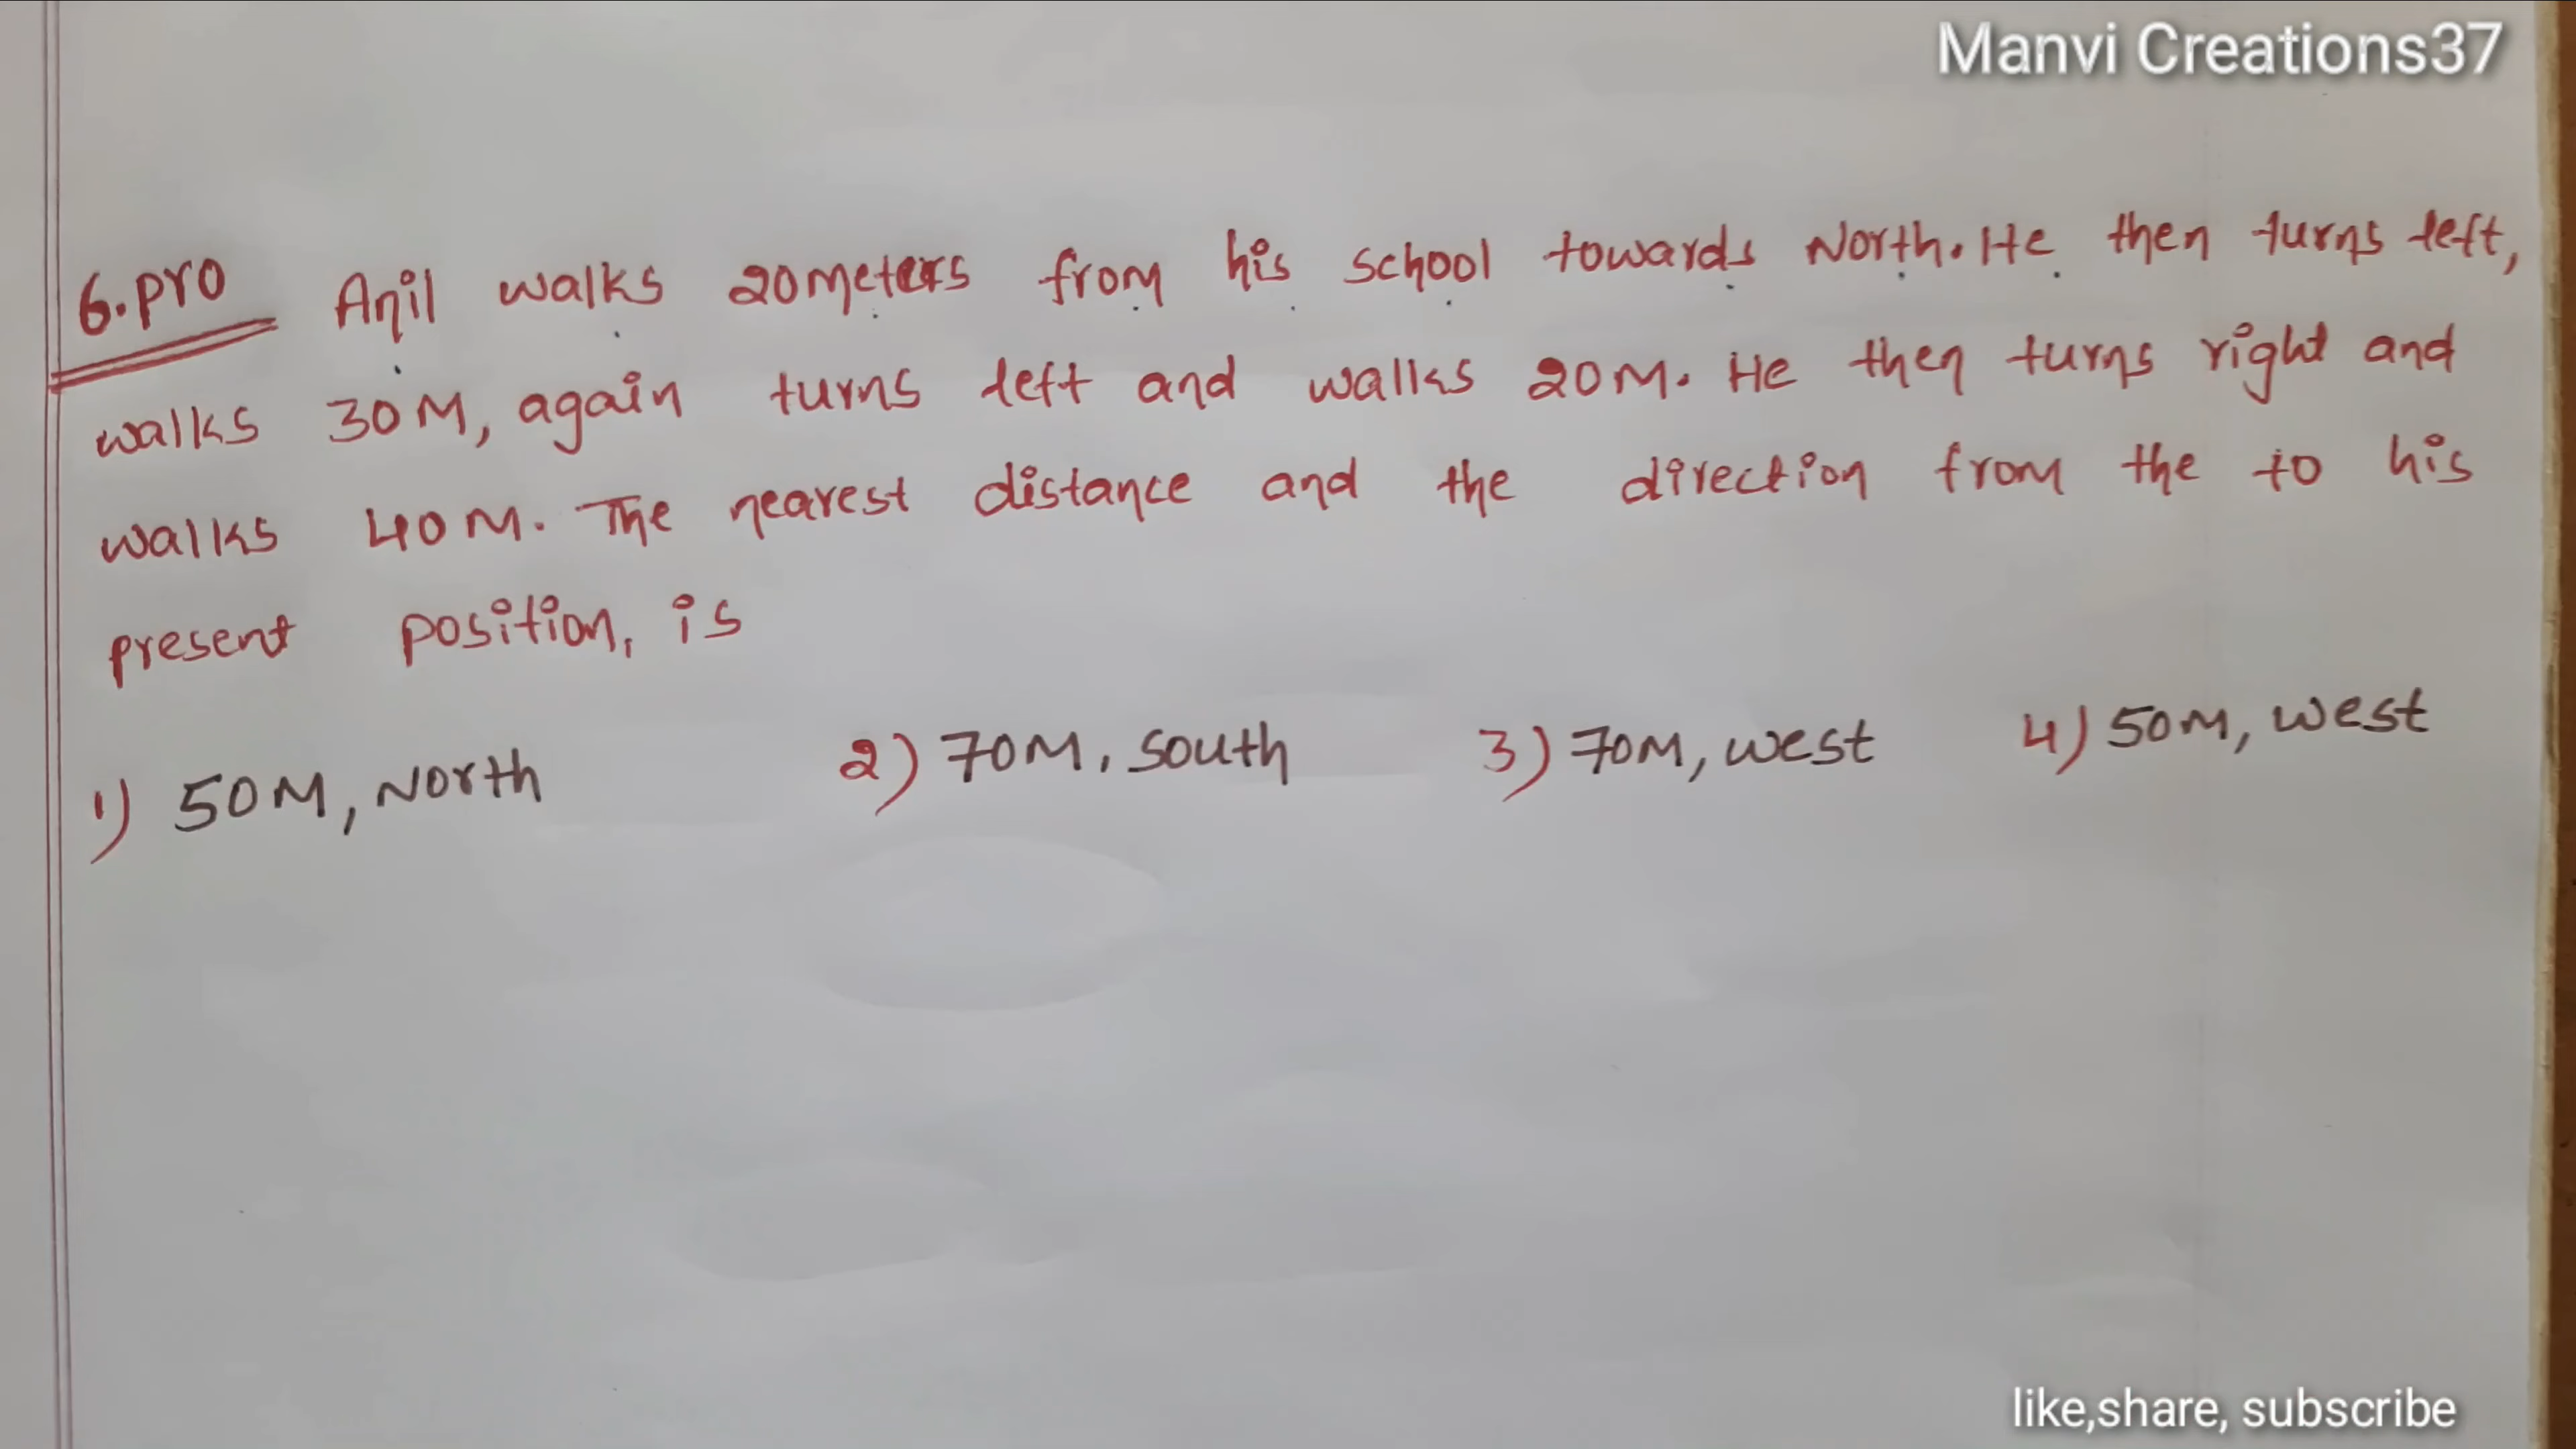 Manvi Creations37
6.pro Anil walks 20meters from his school towards North. He then turns left,
walks 30M, again turns left and walks 20M. He then turns right and
walks 40M. The nearest distance and the direction from the to his
present position, is
1) 50M, North 2) 70M, south 3) 70M, west 4) 50M, west
like,share, subscribe